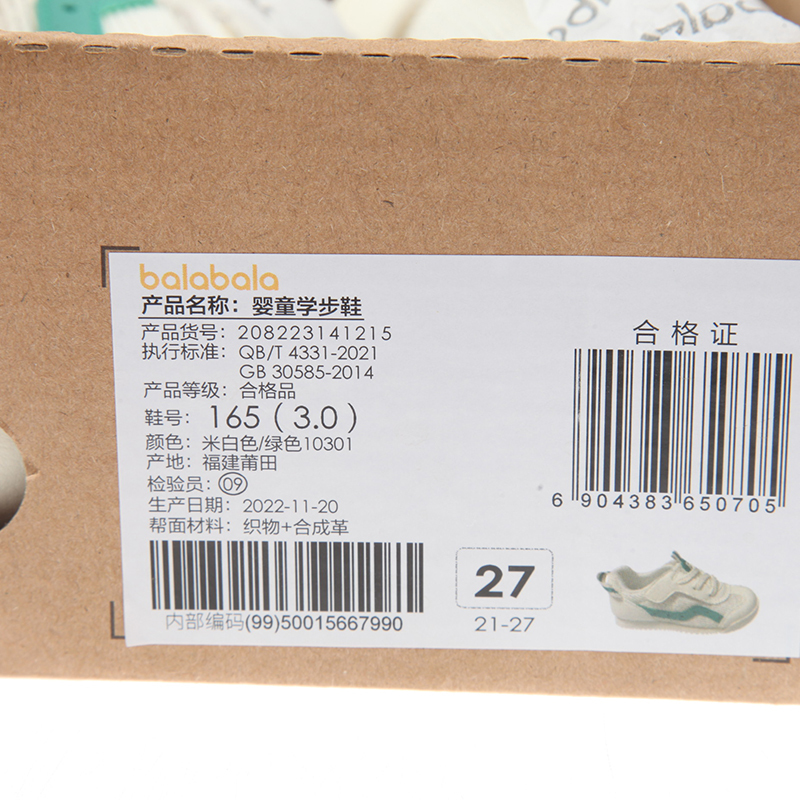 balabala
产品名称：婴童学步鞋
产品货号：208223141215
执行标准：QB/T 4331-2021
GB 30585-2014
产品等级：合格品
鞋号：165（3.0）
颜色：米白色/绿色10301
产地：福建莆田
检验员：09
生产日期：2022-11-20
帮面材料：织物+合成革
内部编码(99)50015667990
27
21-27
合格证
6 904383 650705